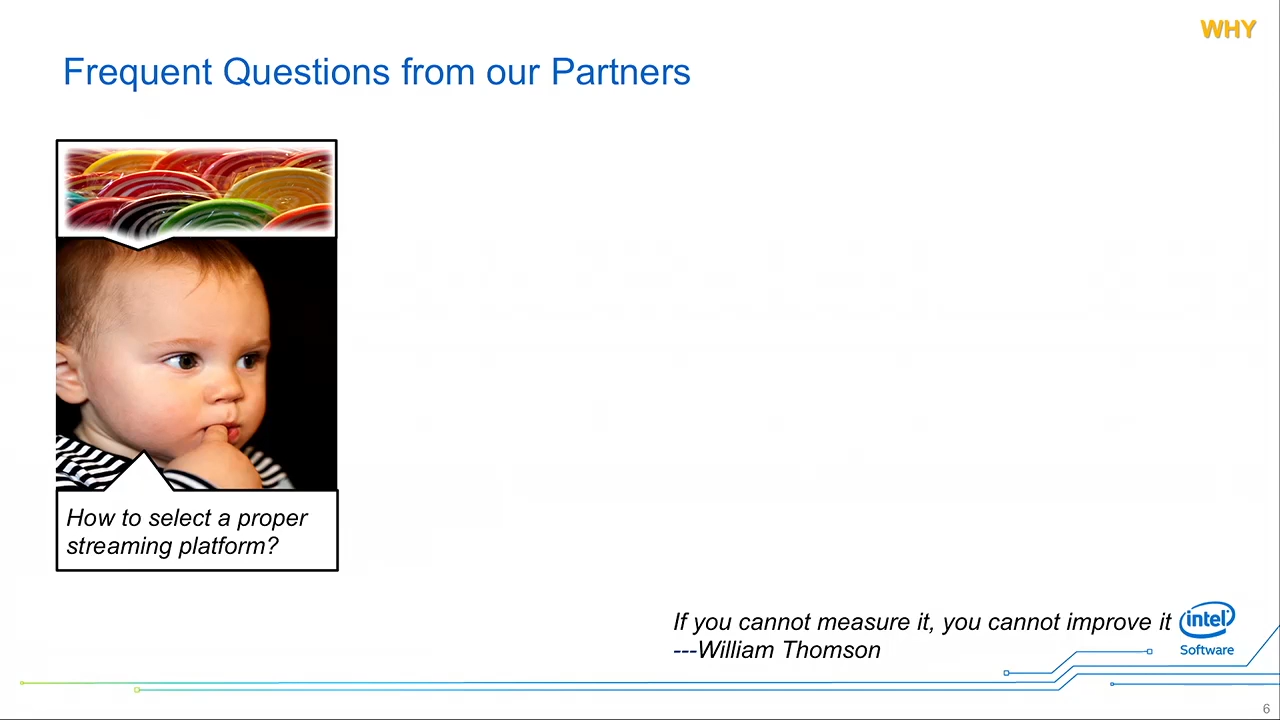 WHY
Frequent Questions from our Partners
How to select a proper
streaming platform?
If you cannot measure it, you cannot improve it
---William Thomson
intel
Software
6